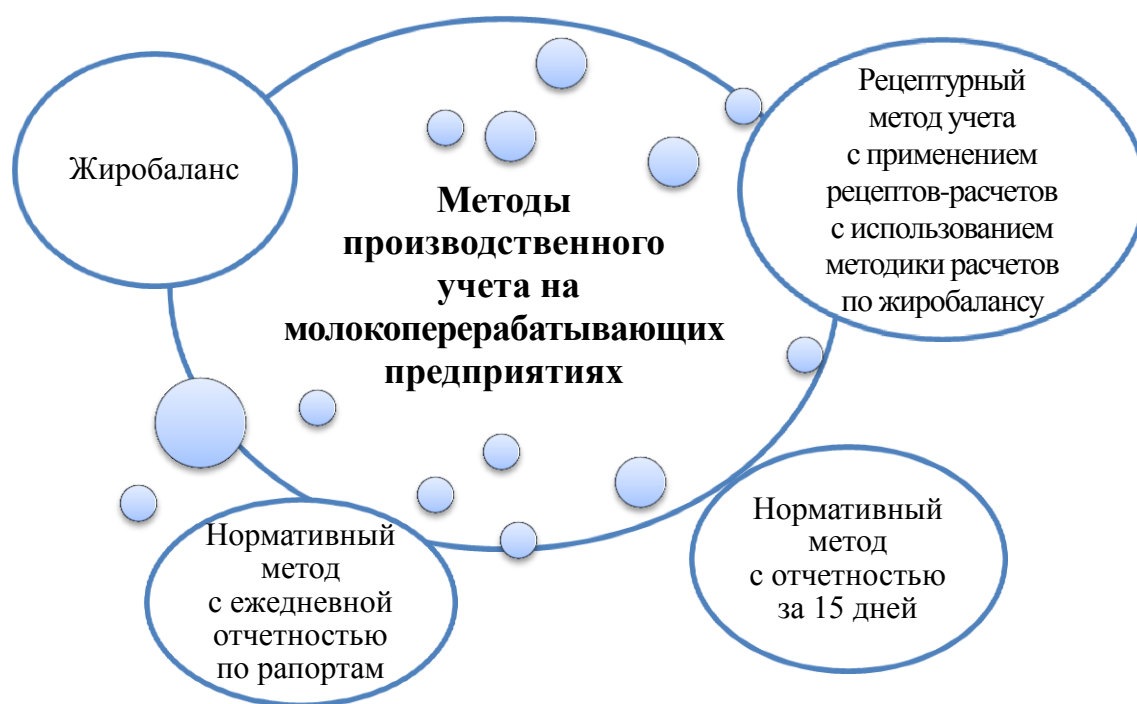 Жиробаланс
Методы
производственного
учета на
молокоперерабатывающих
предприятиях
Рецептурный
метод учета
с применением
рецептов-расчетов
с использованием
методики расчетов
по жиробалансу
Нормативный
метод
с ежедневной
отчетностью
по рапортам
Нормативный
метод
с отчетностью
за 15 дней